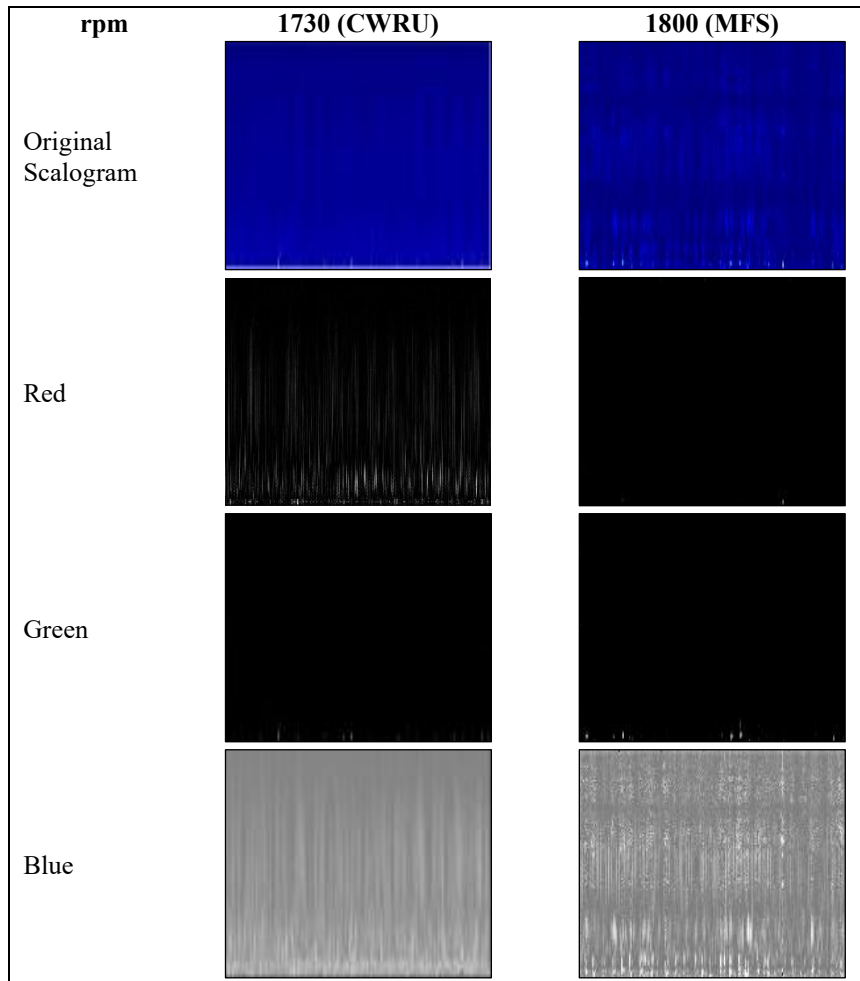 rpm 1730 (CWRU) 1800 (MFS)
Original
Scalogram
Red
Green
Blue